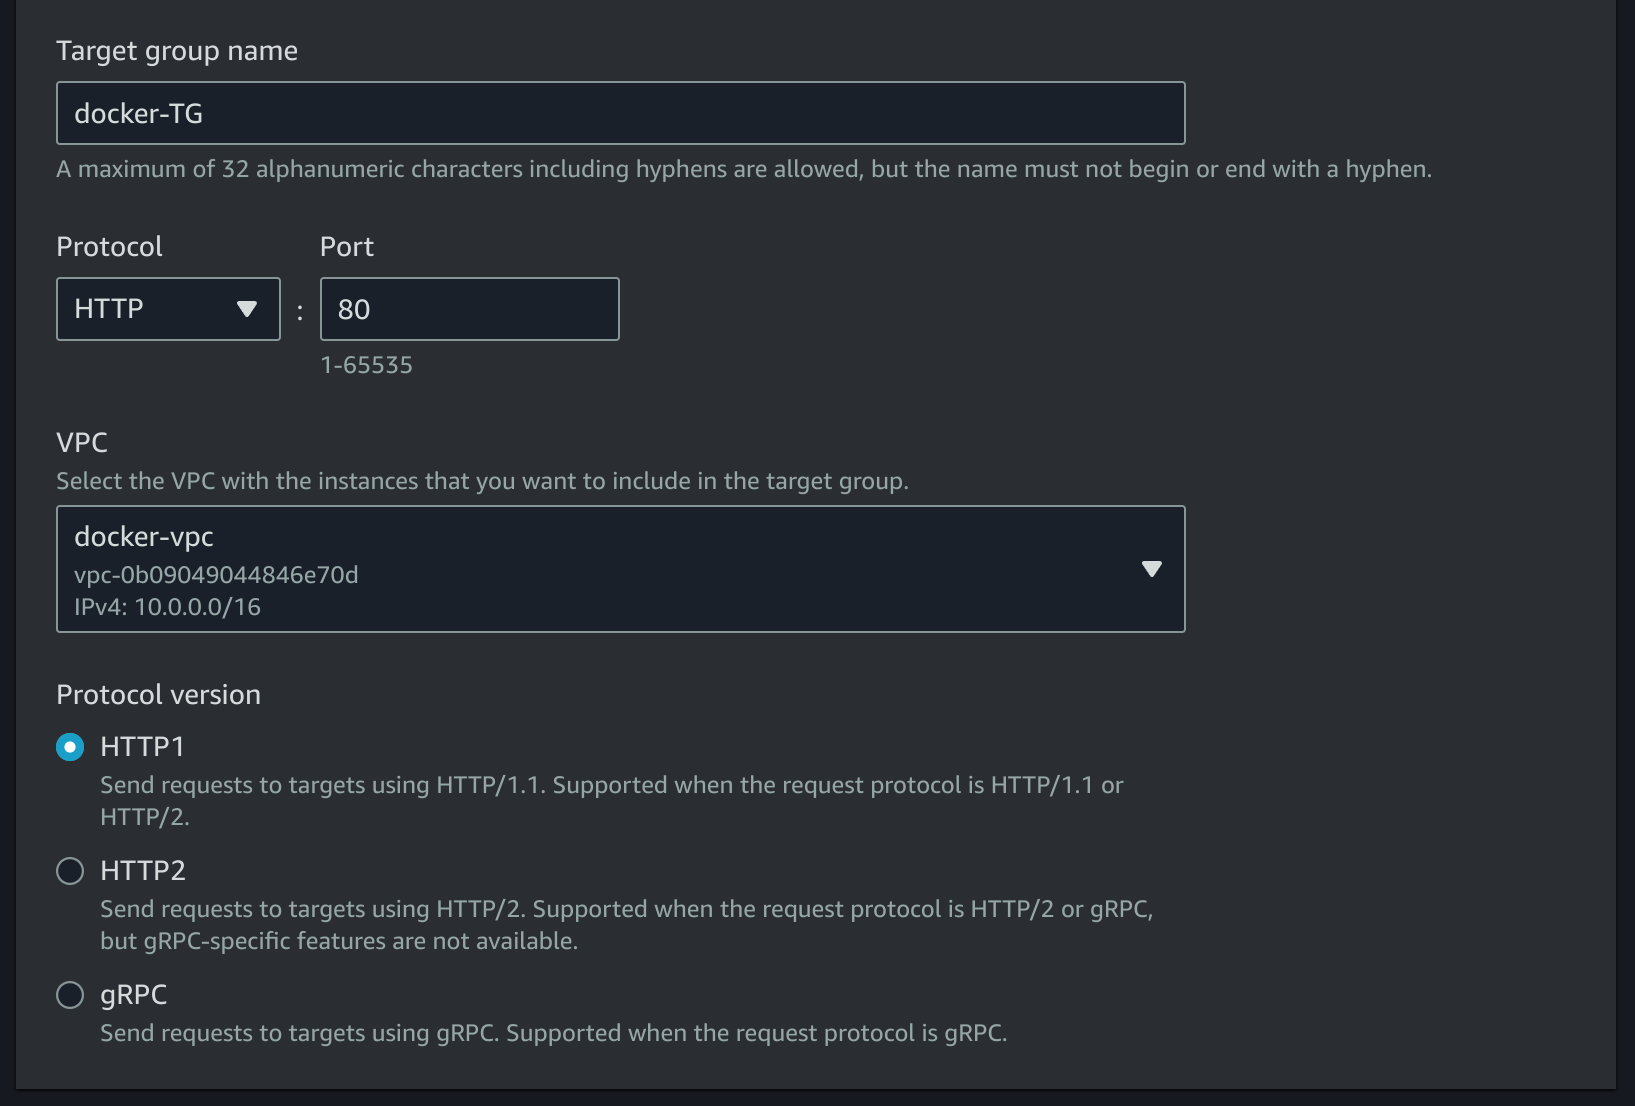 Target group name
docker-TG
A maximum of 32 alphanumeric characters including hyphens are allowed, but the name must not begin or end with a hyphen.
Protocol
Port
HTTP
:
80
1-65535
VPC
Select the VPC with the instances that you want to include in the target group.
docker-vpc
vpc-0b09049044846e70d
IPv4: 10.0.0.0/16
Protocol version
HTTP1
Send requests to targets using HTTP/1.1. Supported when the request protocol is HTTP/1.1 or
HTTP/2.
HTTP2
Send requests to targets using HTTP/2. Supported when the request protocol is HTTP/2 or gRPC,
but gRPC-specific features are not available.
gRPC
Send requests to targets using gRPC. Supported when the request protocol is gRPC.